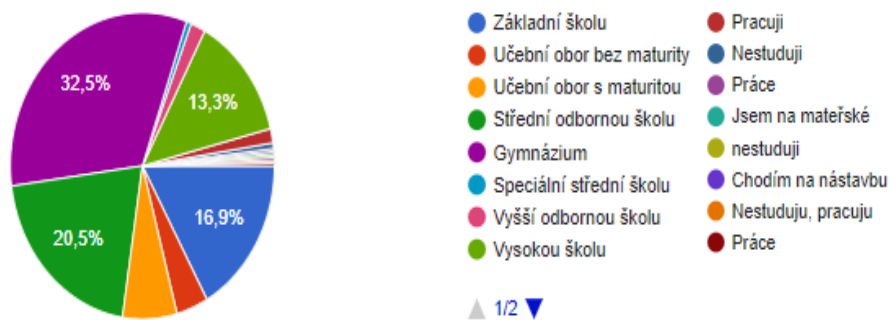 32,5%
13,3%
20,5%
16,9%
Základní školu
Učební obor bez maturity
Učební obor s maturitou
Střední odbornou školu
Gymnázium
Speciální střední školu
Vyšší odbornou školu
Vysokou školu
Pracuji
Nestuduji
Práce
Jsem na mateřské
nestuduji
Chodím na nástavbu
Nestuduju, pracuju
Práce
1/2